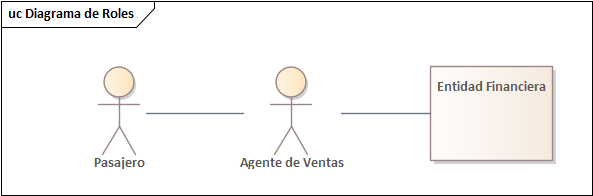 uc Diagrama de Roles
Entidad Financiera
Pasajero
Agente de Ventas